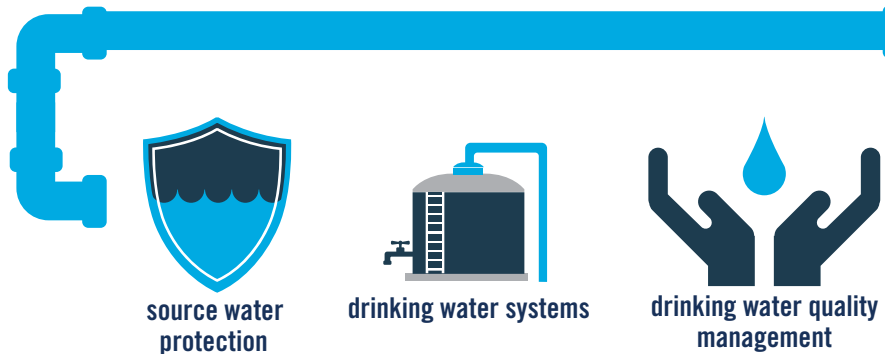 source water
protection
drinking water systems
drinking water quality
management